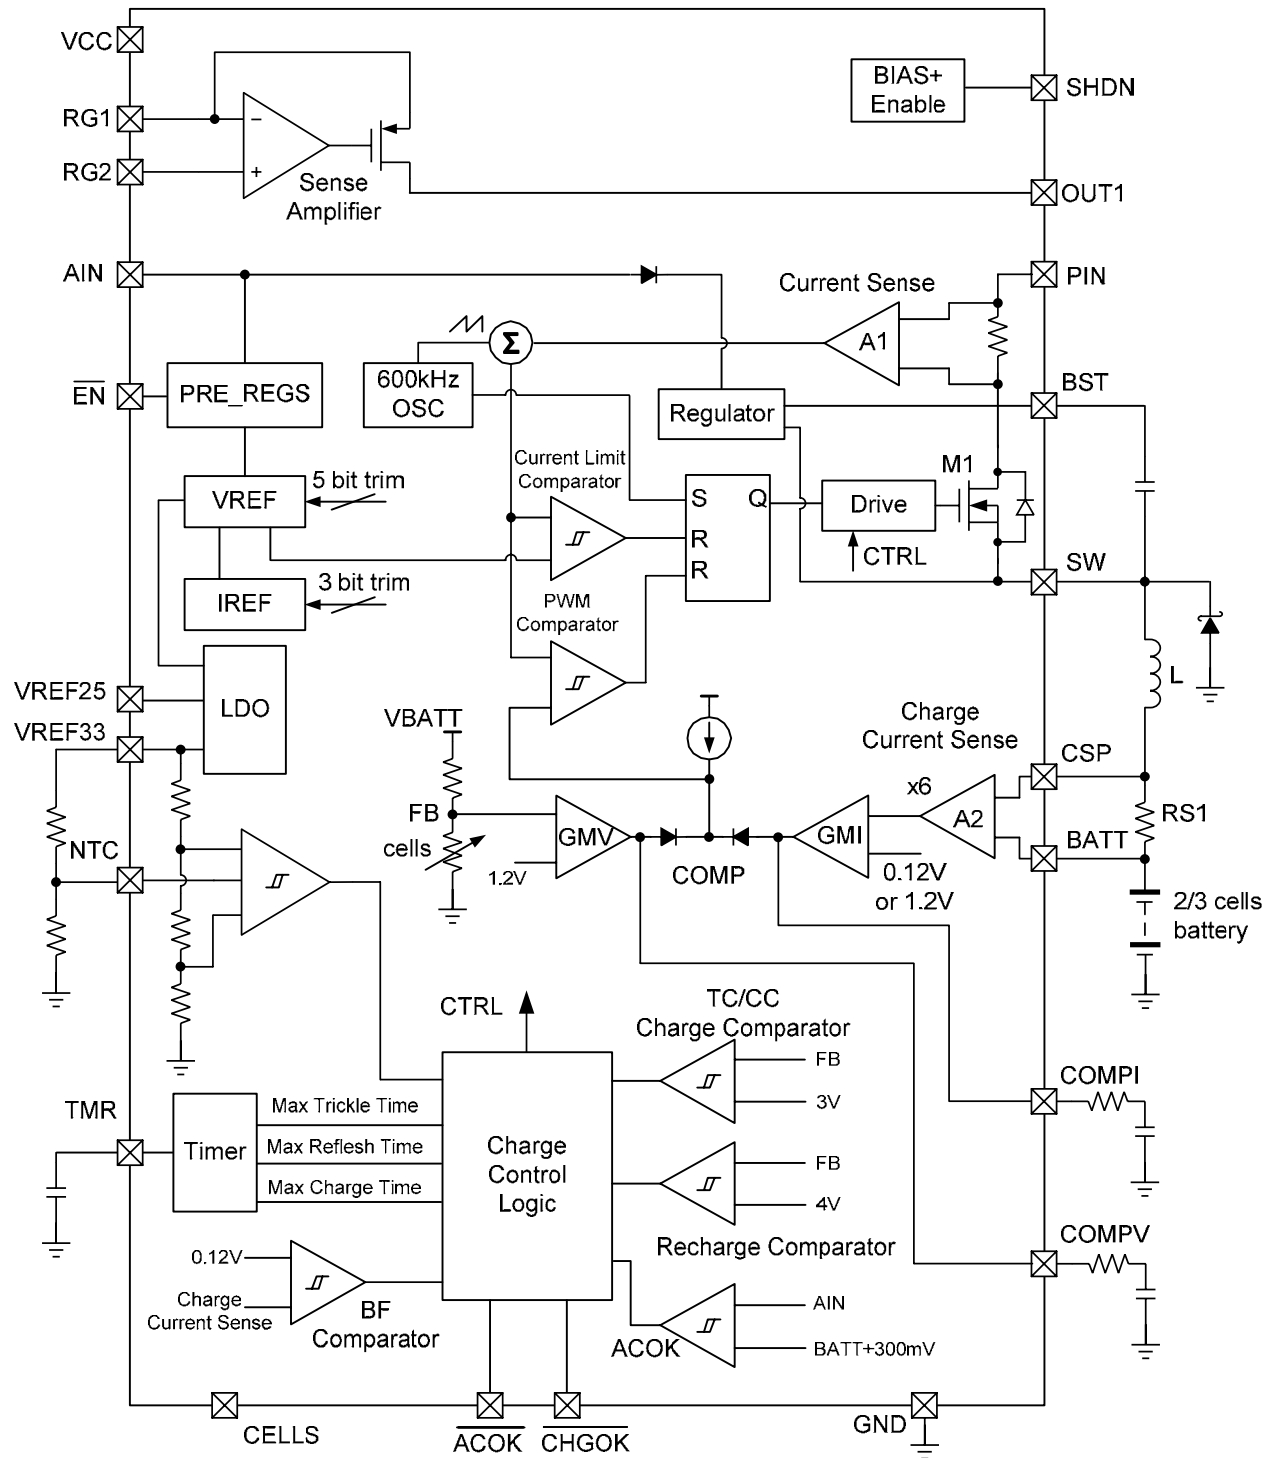 VCC
RG1
RG2
−
+
Sense
Amplifier
BIAS+
Enable
SHDN
OUT1
AIN
PIN
Current Sense
A1
Σ
EN
PRE_REGS
600kHz
OSC
Regulator
BST
VREF
5 bit trim
Current Limit
Comparator
S
R
R
Q
Drive
CTRL
M1
SW
IREF
3 bit trim
PWM
Comparator
LDO
VREF25
VREF33
VBATT
FB
cells
1.2V
GMV
COMP
GMI
x6
A2
0.12V
or 1.2V
Charge
Current Sense
L
CSP
RS1
BATT
2/3 cells
battery
NTC
CTRL
TC/CC
Charge Comparator
FB
3V
COMPI
TMR
Timer
Max Trickle Time
Max Reflesh Time
Max Charge Time
Charge
Control
Logic
FB
4V
Recharge Comparator
COMPV
0.12V
Charge
Current Sense
BF
Comparator
ACOK
AIN
BATT+300mV
CELLS
ACOK
CHGOK
GND